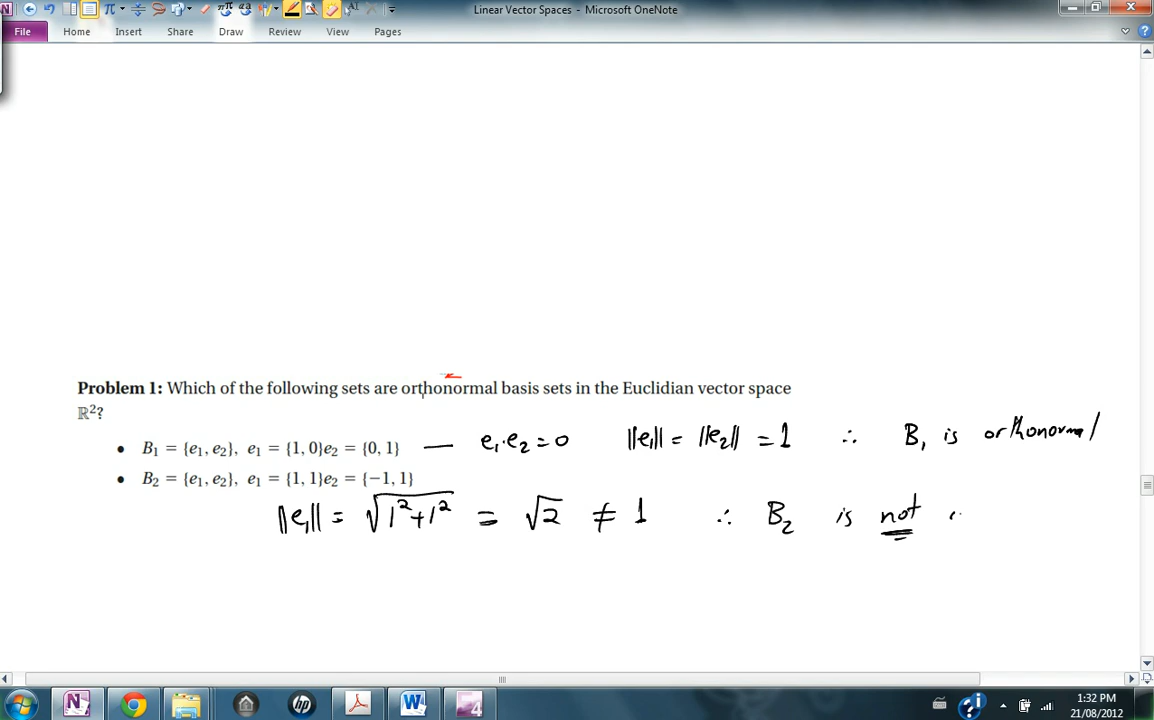 Linear Vector Spaces - Microsoft OneNote
File Home Insert Share Draw Review View Pages
Problem 1: Which of the following sets are orthonormal basis sets in the Euclidian vector space
ℝ²?
• B₁ = {e₁, e₂}, e₁ = {1, 0}e₂ = {0, 1} — e₁·e₂ = 0 ||e₁|| = ||e₂|| = 1 ∴ B₁ is orthonormal
• B₂ = {e₁, e₂}, e₁ = {1, 1}e₂ = {−1, 1}
||e₁|| = √(1²+1²) = √2 ≠ 1 ∴ B₂ is not
1:32 PM
21/08/2012